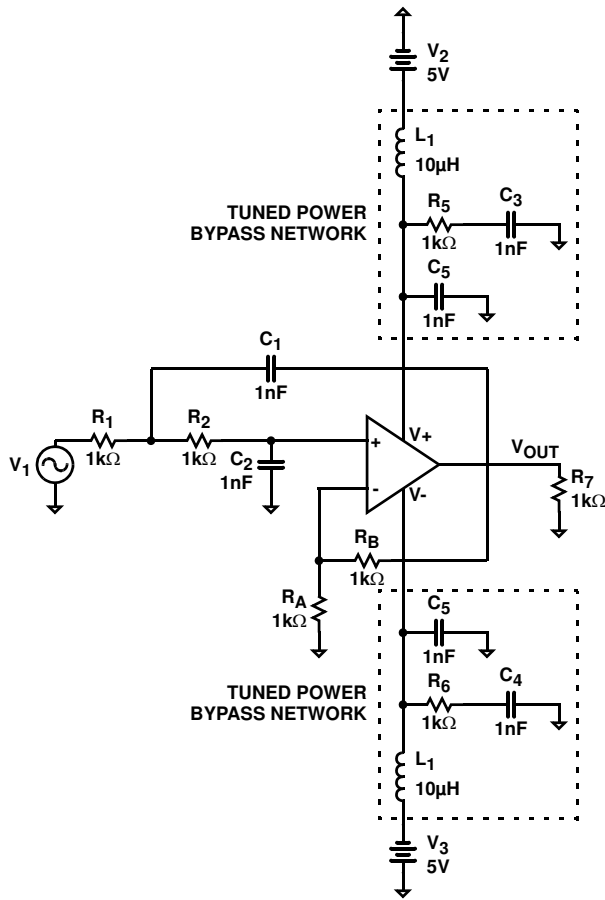 V2
5V
L1
10µH
TUNED POWER
BYPASS NETWORK
R5
1kΩ
C3
1nF
C5
1nF
C1
1nF
R1
1kΩ
R2
1kΩ
C2
1nF
V1
+
-
V+
V-
VOUT
R7
1kΩ
RB
1kΩ
RA
1kΩ
C5
1nF
TUNED POWER
BYPASS NETWORK
R6
1kΩ
C4
1nF
L1
10µH
V3
5V